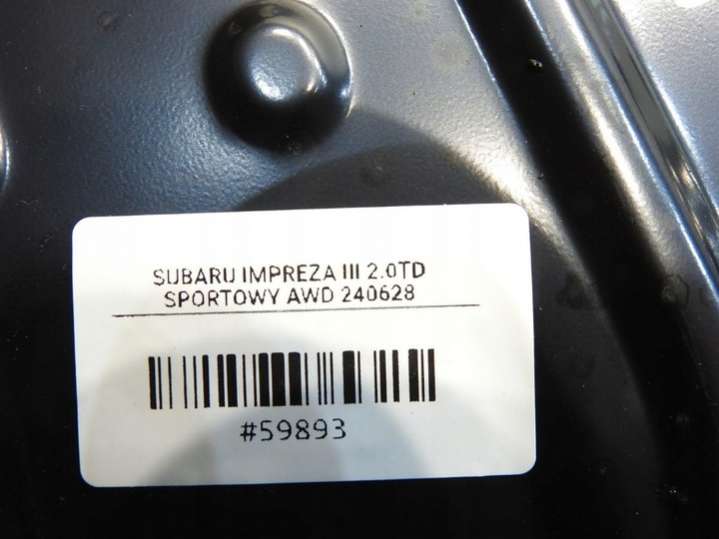 SUBARU IMPREZA III 2.0TD
SPORTOWY AWD 240628
#59893